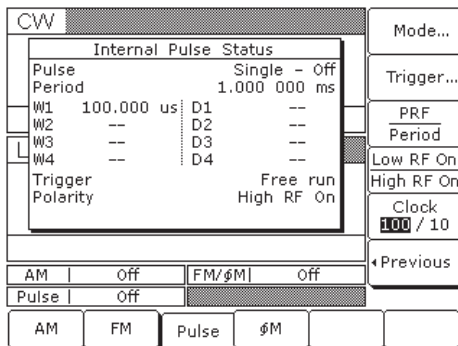 CW
Internal Pulse Status
Pulse Single - Off
Period 1.000 000 ms
W1 100.000 us D1 --
W2 -- D2 --
W3 -- D3 --
W4 -- D4 --
Trigger Free run
Polarity High RF On
L
AM | Off FM/ϕM| Off
Pulse | Off
Mode...
Trigger...
PRF
Period
Low RF On
High RF On
Clock
100 / 10
◂Previous
AM FM Pulse ϕM